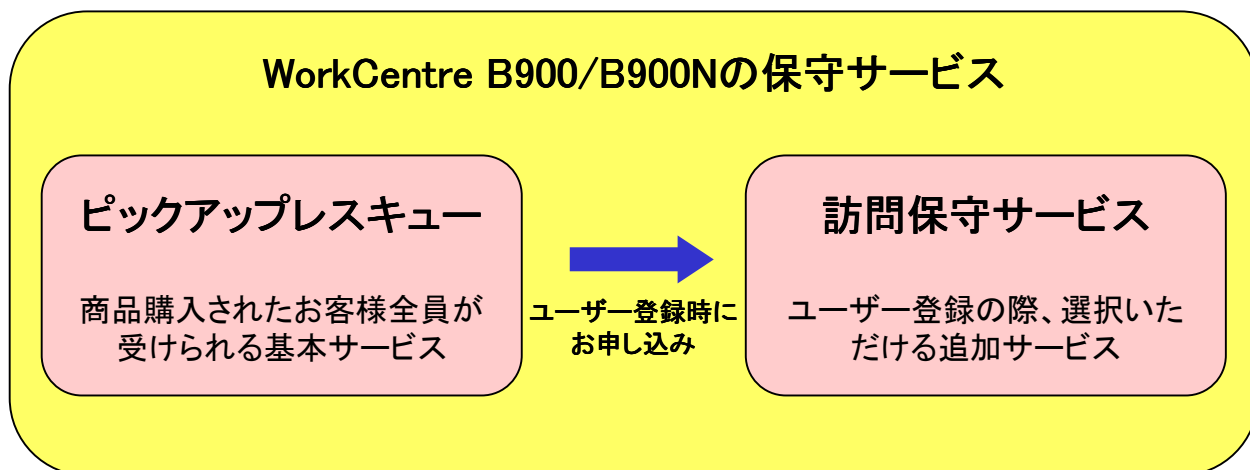 WorkCentre B900/B900Nの保守サービス
ピックアップレスキュー
商品購入されたお客様全員が
受けられる基本サービス
ユーザー登録時に
お申し込み
訪問保守サービス
ユーザー登録の際、選択いた
だける追加サービス